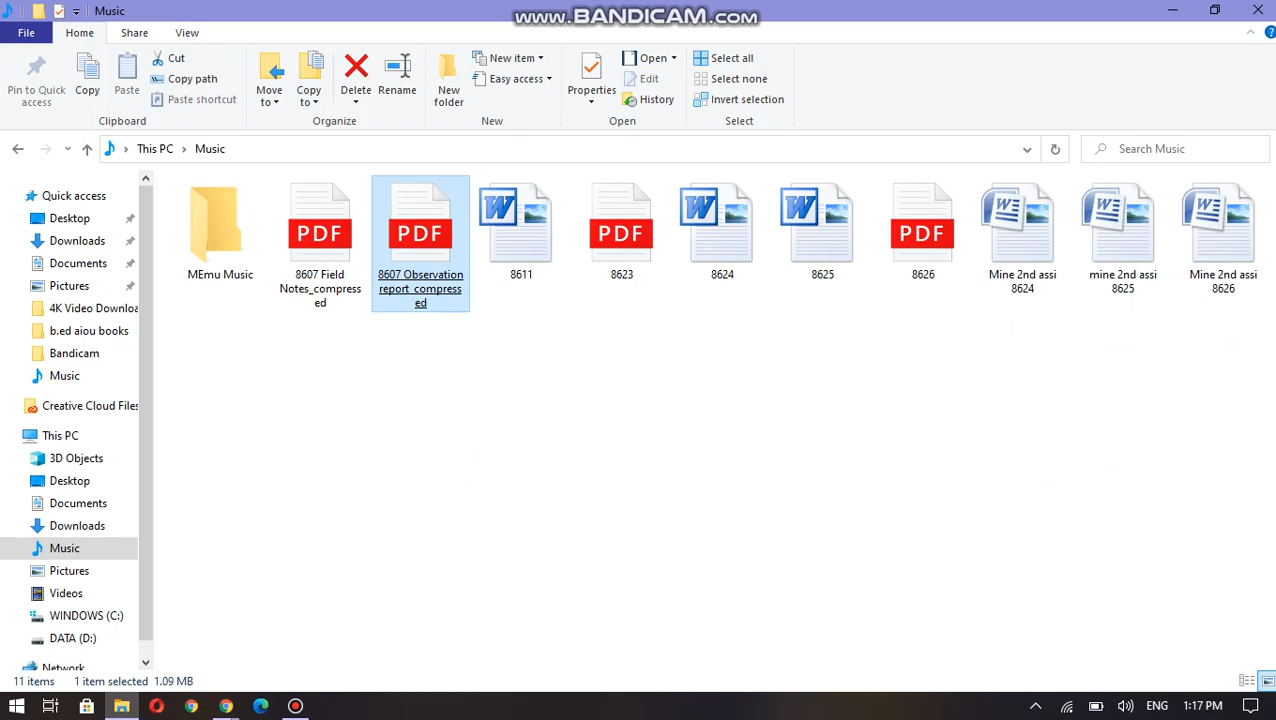 Music
www.BANDICAM.com
File
Home
Share
View
Pin to Quick access
Copy
Paste
Cut
Copy path
Paste shortcut
Clipboard
Move to
Copy to
Delete
Rename
Organize
New folder
New item
Easy access
New
Properties
Open
Edit
History
Open
Select all
Select none
Invert selection
Select
This PC > Music
Search Music
Quick access
Desktop
Downloads
Documents
Pictures
4K Video Downloa
b.ed aiou books
Bandicam
Music
Creative Cloud Files
This PC
3D Objects
Desktop
Documents
Downloads
Music
Pictures
Videos
WINDOWS (C:)
DATA (D:)
Network
MEmu Music
PDF
8607 Field
Notes_compress
ed
PDF
8607 Observation
report_compress
ed
W
8611
PDF
8623
W
8624
W
8625
PDF
8626
W
Mine 2nd assi
8624
W
mine 2nd assi
8625
W
Mine 2nd assi
8626
11 items
1 item selected 1.09 MB
ENG
1:17 PM